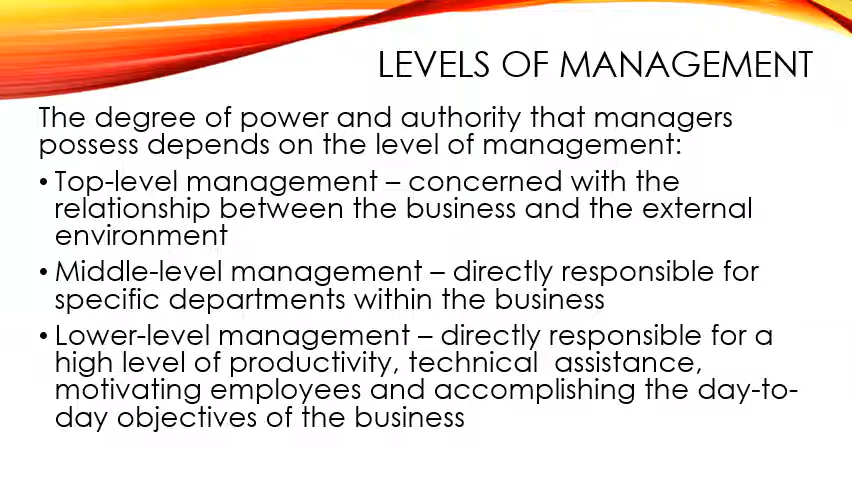 LEVELS OF MANAGEMENT
The degree of power and authority that managers
possess depends on the level of management:
• Top-level management – concerned with the
relationship between the business and the external
environment
• Middle-level management – directly responsible for
specific departments within the business
• Lower-level management – directly responsible for a
high level of productivity, technical  assistance,
motivating employees and accomplishing the day-to-
day objectives of the business